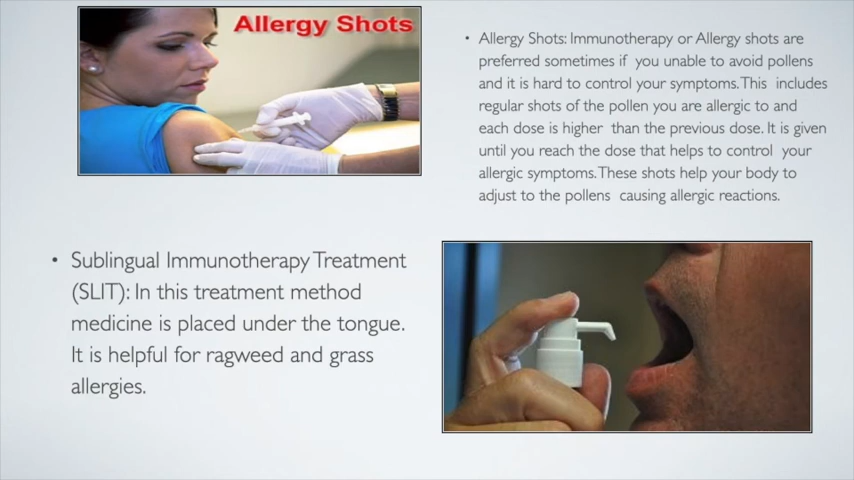 Allergy Shots
• Allergy Shots: Immunotherapy or Allergy shots are
preferred sometimes if you unable to avoid pollens
and it is hard to control your symptoms. This includes
regular shots of the pollen you are allergic to and
each dose is higher than the previous dose. It is given
until you reach the dose that helps to control your
allergic symptoms. These shots help your body to
adjust to the pollens causing allergic reactions.
• Sublingual Immunotherapy Treatment
(SLIT): In this treatment method
medicine is placed under the tongue.
It is helpful for ragweed and grass
allergies.